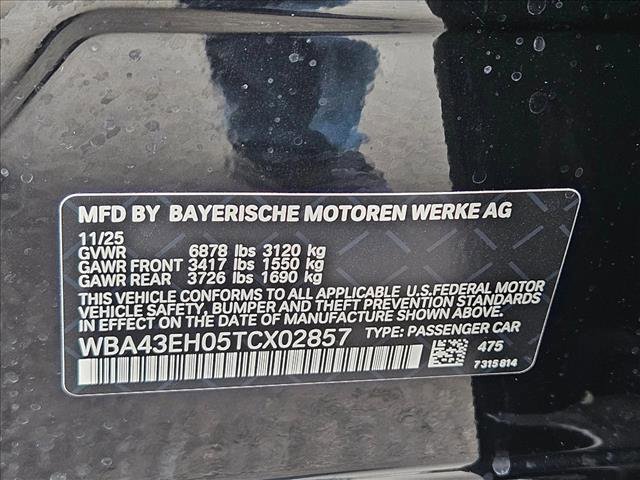 MFD BY BAYERISCHE MOTOREN WERKE AG
11/25
GVWR 6878 lbs 3120 kg
GAWR FRONT 3417 lbs 1550 kg
GAWR REAR 3726 lbs 1690 kg
THIS VEHICLE CONFORMS TO ALL APPLICABLE U.S.FEDERAL MOTOR
VEHICLE SAFETY, BUMPER AND THEFT PREVENTION STANDARDS
IN EFFECT ON THE DATE OF MANUFACTURE SHOWN ABOVE.
WBA43EH05TCX02857 TYPE: PASSENGER CAR
475
7315814